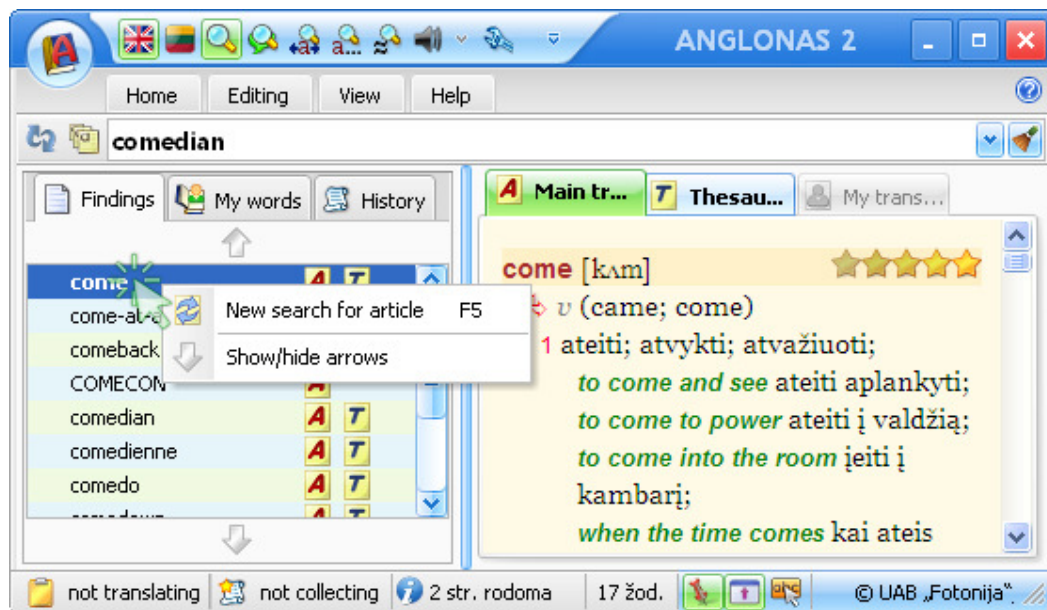 ANGLONAS 2
Home Editing View Help
comedian
Findings My words History
Main tr... Thesau... My trans...
come A T
come-at-a
comeback
COMECON A
comedian A T
comedienne A T
comedo A T
New search for article F5
Show/hide arrows
come [kʌm]
v (came; come)
1 ateiti; atvykti; atvažiuoti;
to come and see ateiti aplankyti;
to come to power ateiti į valdžią;
to come into the room įeiti į
kambarį;
when the time comes kai ateis
not translating not collecting 2 str. rodoma 17 žod. © UAB „Fotonija“